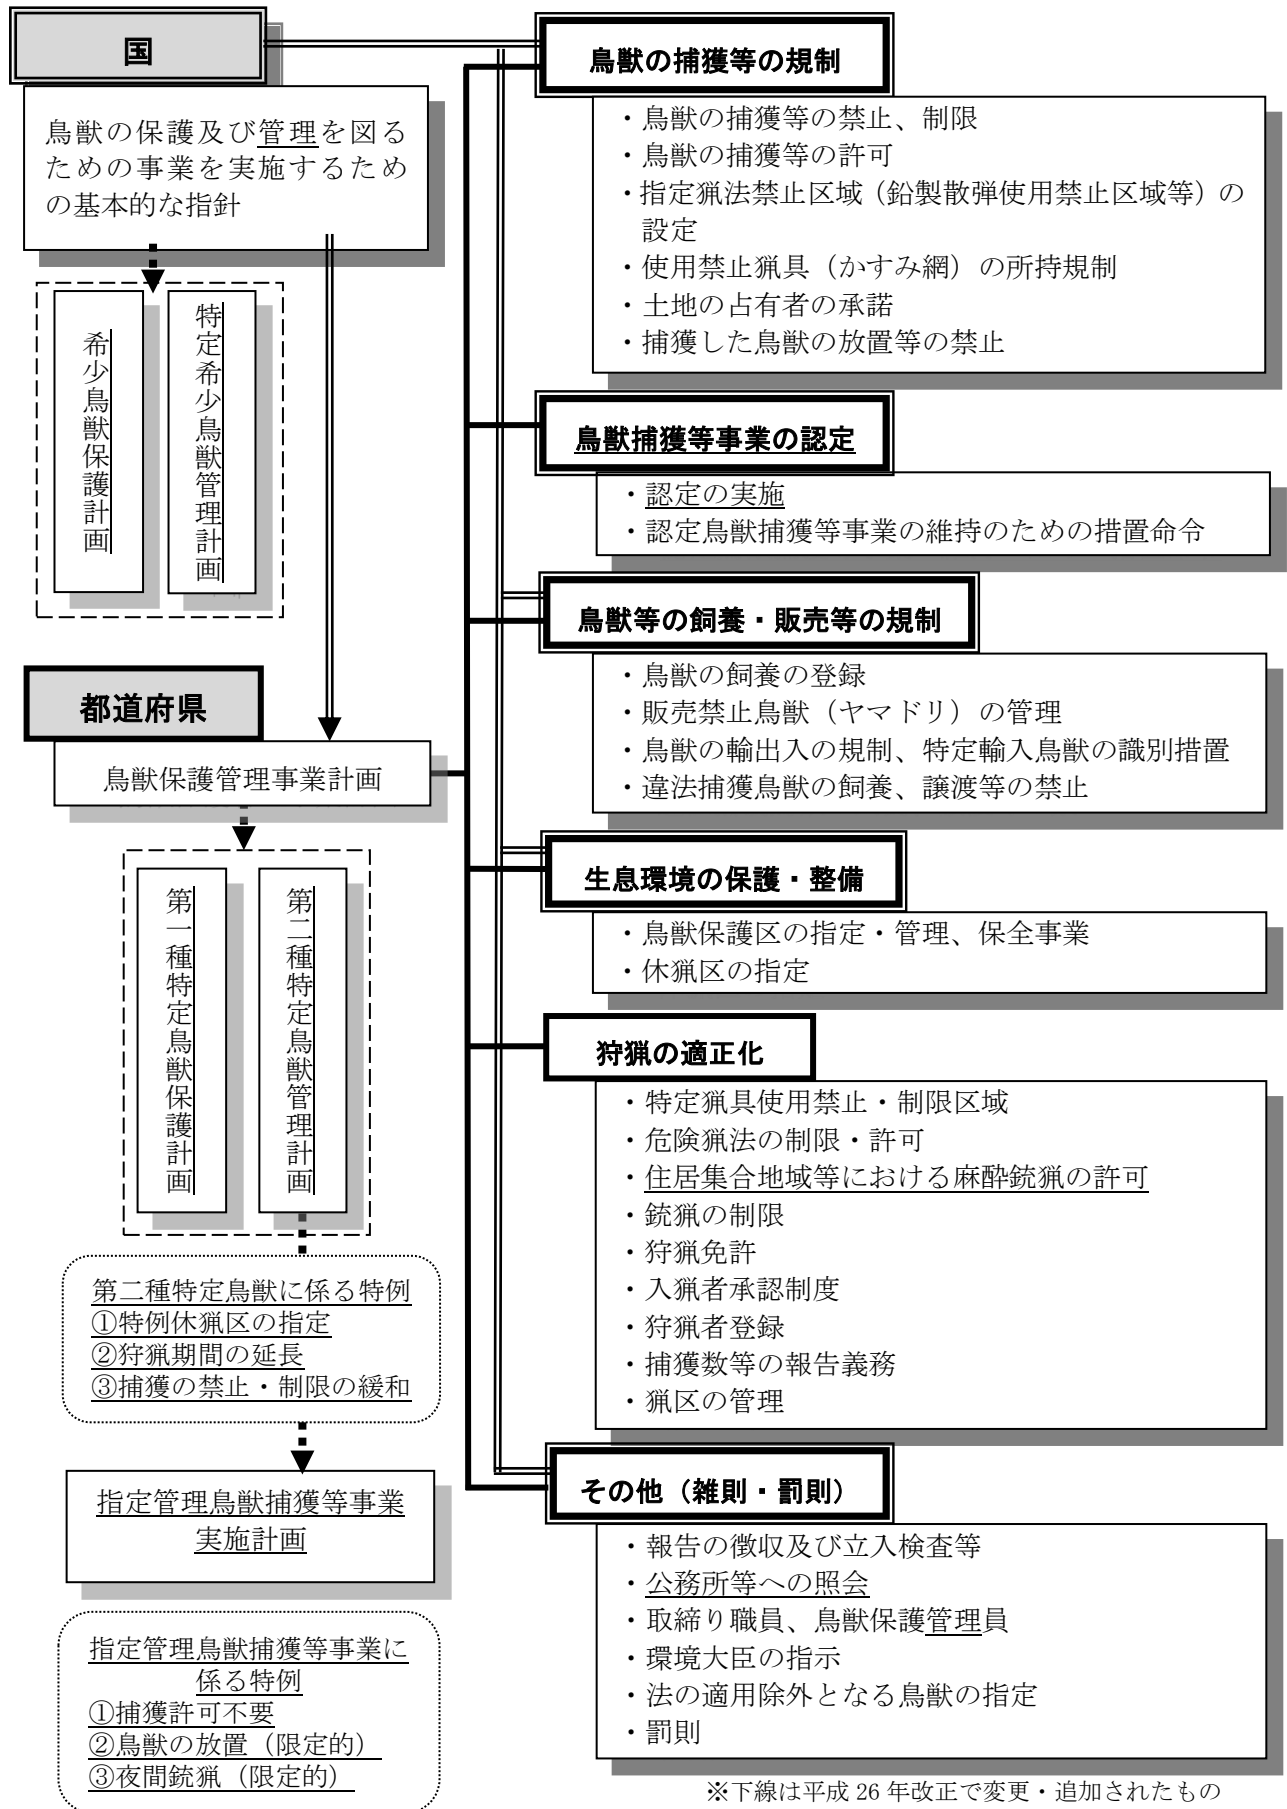 国
鳥獣の保護及び管理を図る
ための事業を実施するため
の基本的な指針
希少鳥獣保護計画
特定希少鳥獣管理計画
都道府県
鳥獣保護管理事業計画
第一種特定鳥獣保護計画
第二種特定鳥獣管理計画
第二種特定鳥獣に係る特例
①特例休猟区の指定
②狩猟期間の延長
③捕獲の禁止・制限の緩和
指定管理鳥獣捕獲等事業
実施計画
指定管理鳥獣捕獲等事業に
係る特例
①捕獲許可不要
②鳥獣の放置（限定的）
③夜間銃猟（限定的）
鳥獣の捕獲等の規制
・鳥獣の捕獲等の禁止、制限
・鳥獣の捕獲等の許可
・指定猟法禁止区域（鉛製散弾使用禁止区域等）の
設定
・使用禁止猟具（かすみ網）の所持規制
・土地の占有者の承諾
・捕獲した鳥獣の放置等の禁止
鳥獣捕獲等事業の認定
・認定の実施
・認定鳥獣捕獲等事業の維持のための措置命令
鳥獣等の飼養・販売等の規制
・鳥獣の飼養の登録
・販売禁止鳥獣（ヤマドリ）の管理
・鳥獣の輸出入の規制、特定輸入鳥獣の識別措置
・違法捕獲鳥獣の飼養、譲渡等の禁止
生息環境の保護・整備
・鳥獣保護区の指定・管理、保全事業
・休猟区の指定
狩猟の適正化
・特定猟具使用禁止・制限区域
・危険猟法の制限・許可
・住居集合地域等における麻酔銃猟の許可
・銃猟の制限
・狩猟免許
・入猟者承認制度
・狩猟者登録
・捕獲数等の報告義務
・猟区の管理
その他（雑則・罰則）
・報告の徴収及び立入検査等
・公務所等への照会
・取締り職員、鳥獣保護管理員
・環境大臣の指示
・法の適用除外となる鳥獣の指定
・罰則
※下線は平成 26 年改正で変更・追加されたもの